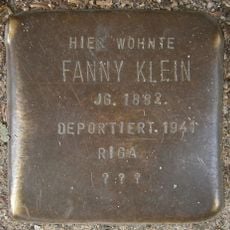 HIER WOHNTE
FANNY KLEIN
JG. 1882
DEPORTIERT 1941
RIGA
? ? ?